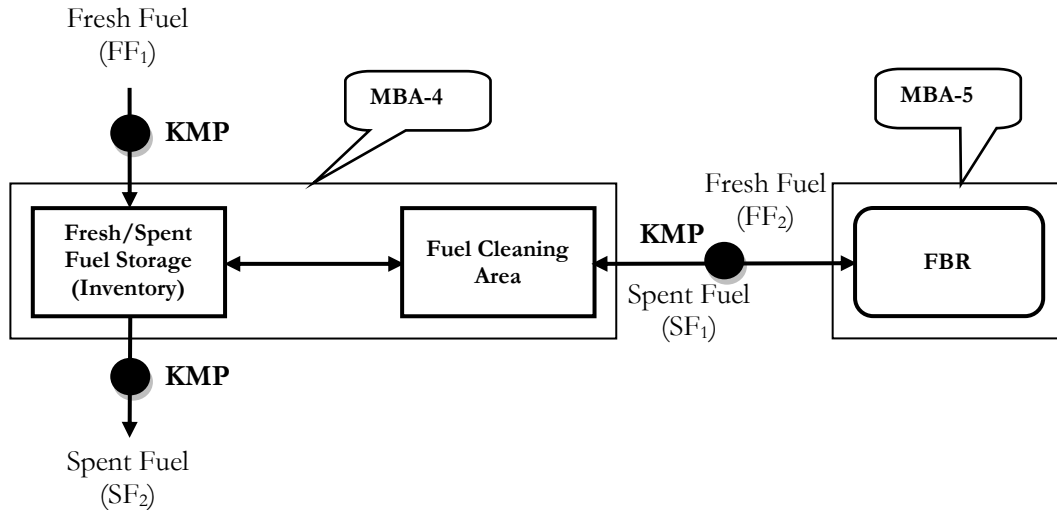 Fresh Fuel
(FF₁)
MBA-4
MBA-5
KMP
Fresh Fuel
(FF₂)
Fresh/Spent
Fuel Storage
(Inventory)
Fuel Cleaning
Area
KMP
FBR
Spent Fuel
(SF₁)
KMP
Spent Fuel
(SF₂)